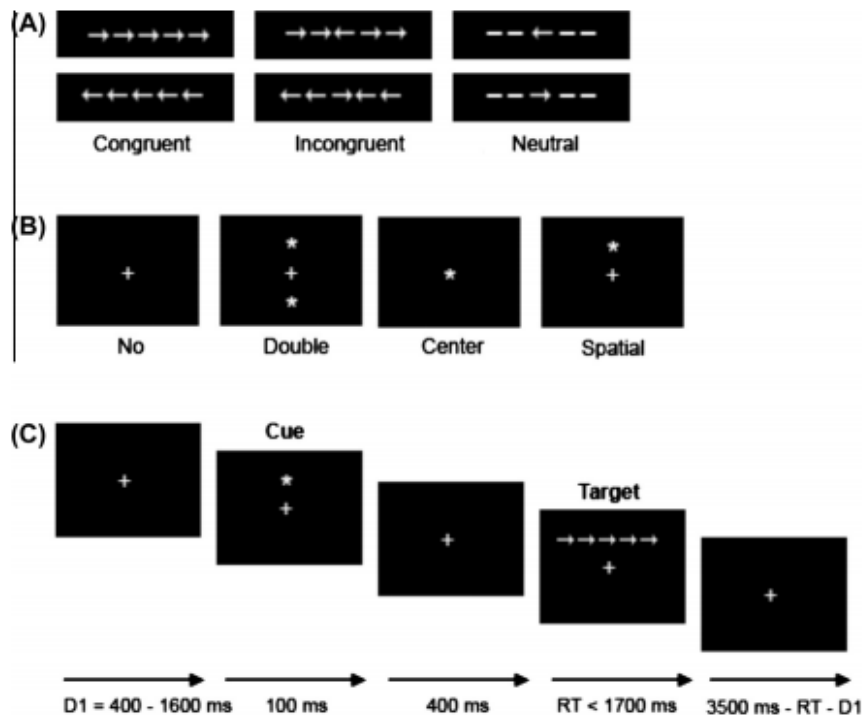 (A)
Congruent Incongruent Neutral
(B)
No Double Center Spatial
(C)
Cue
Target
D1 = 400 - 1600 ms 100 ms 400 ms RT < 1700 ms 3500 ms - RT - D1